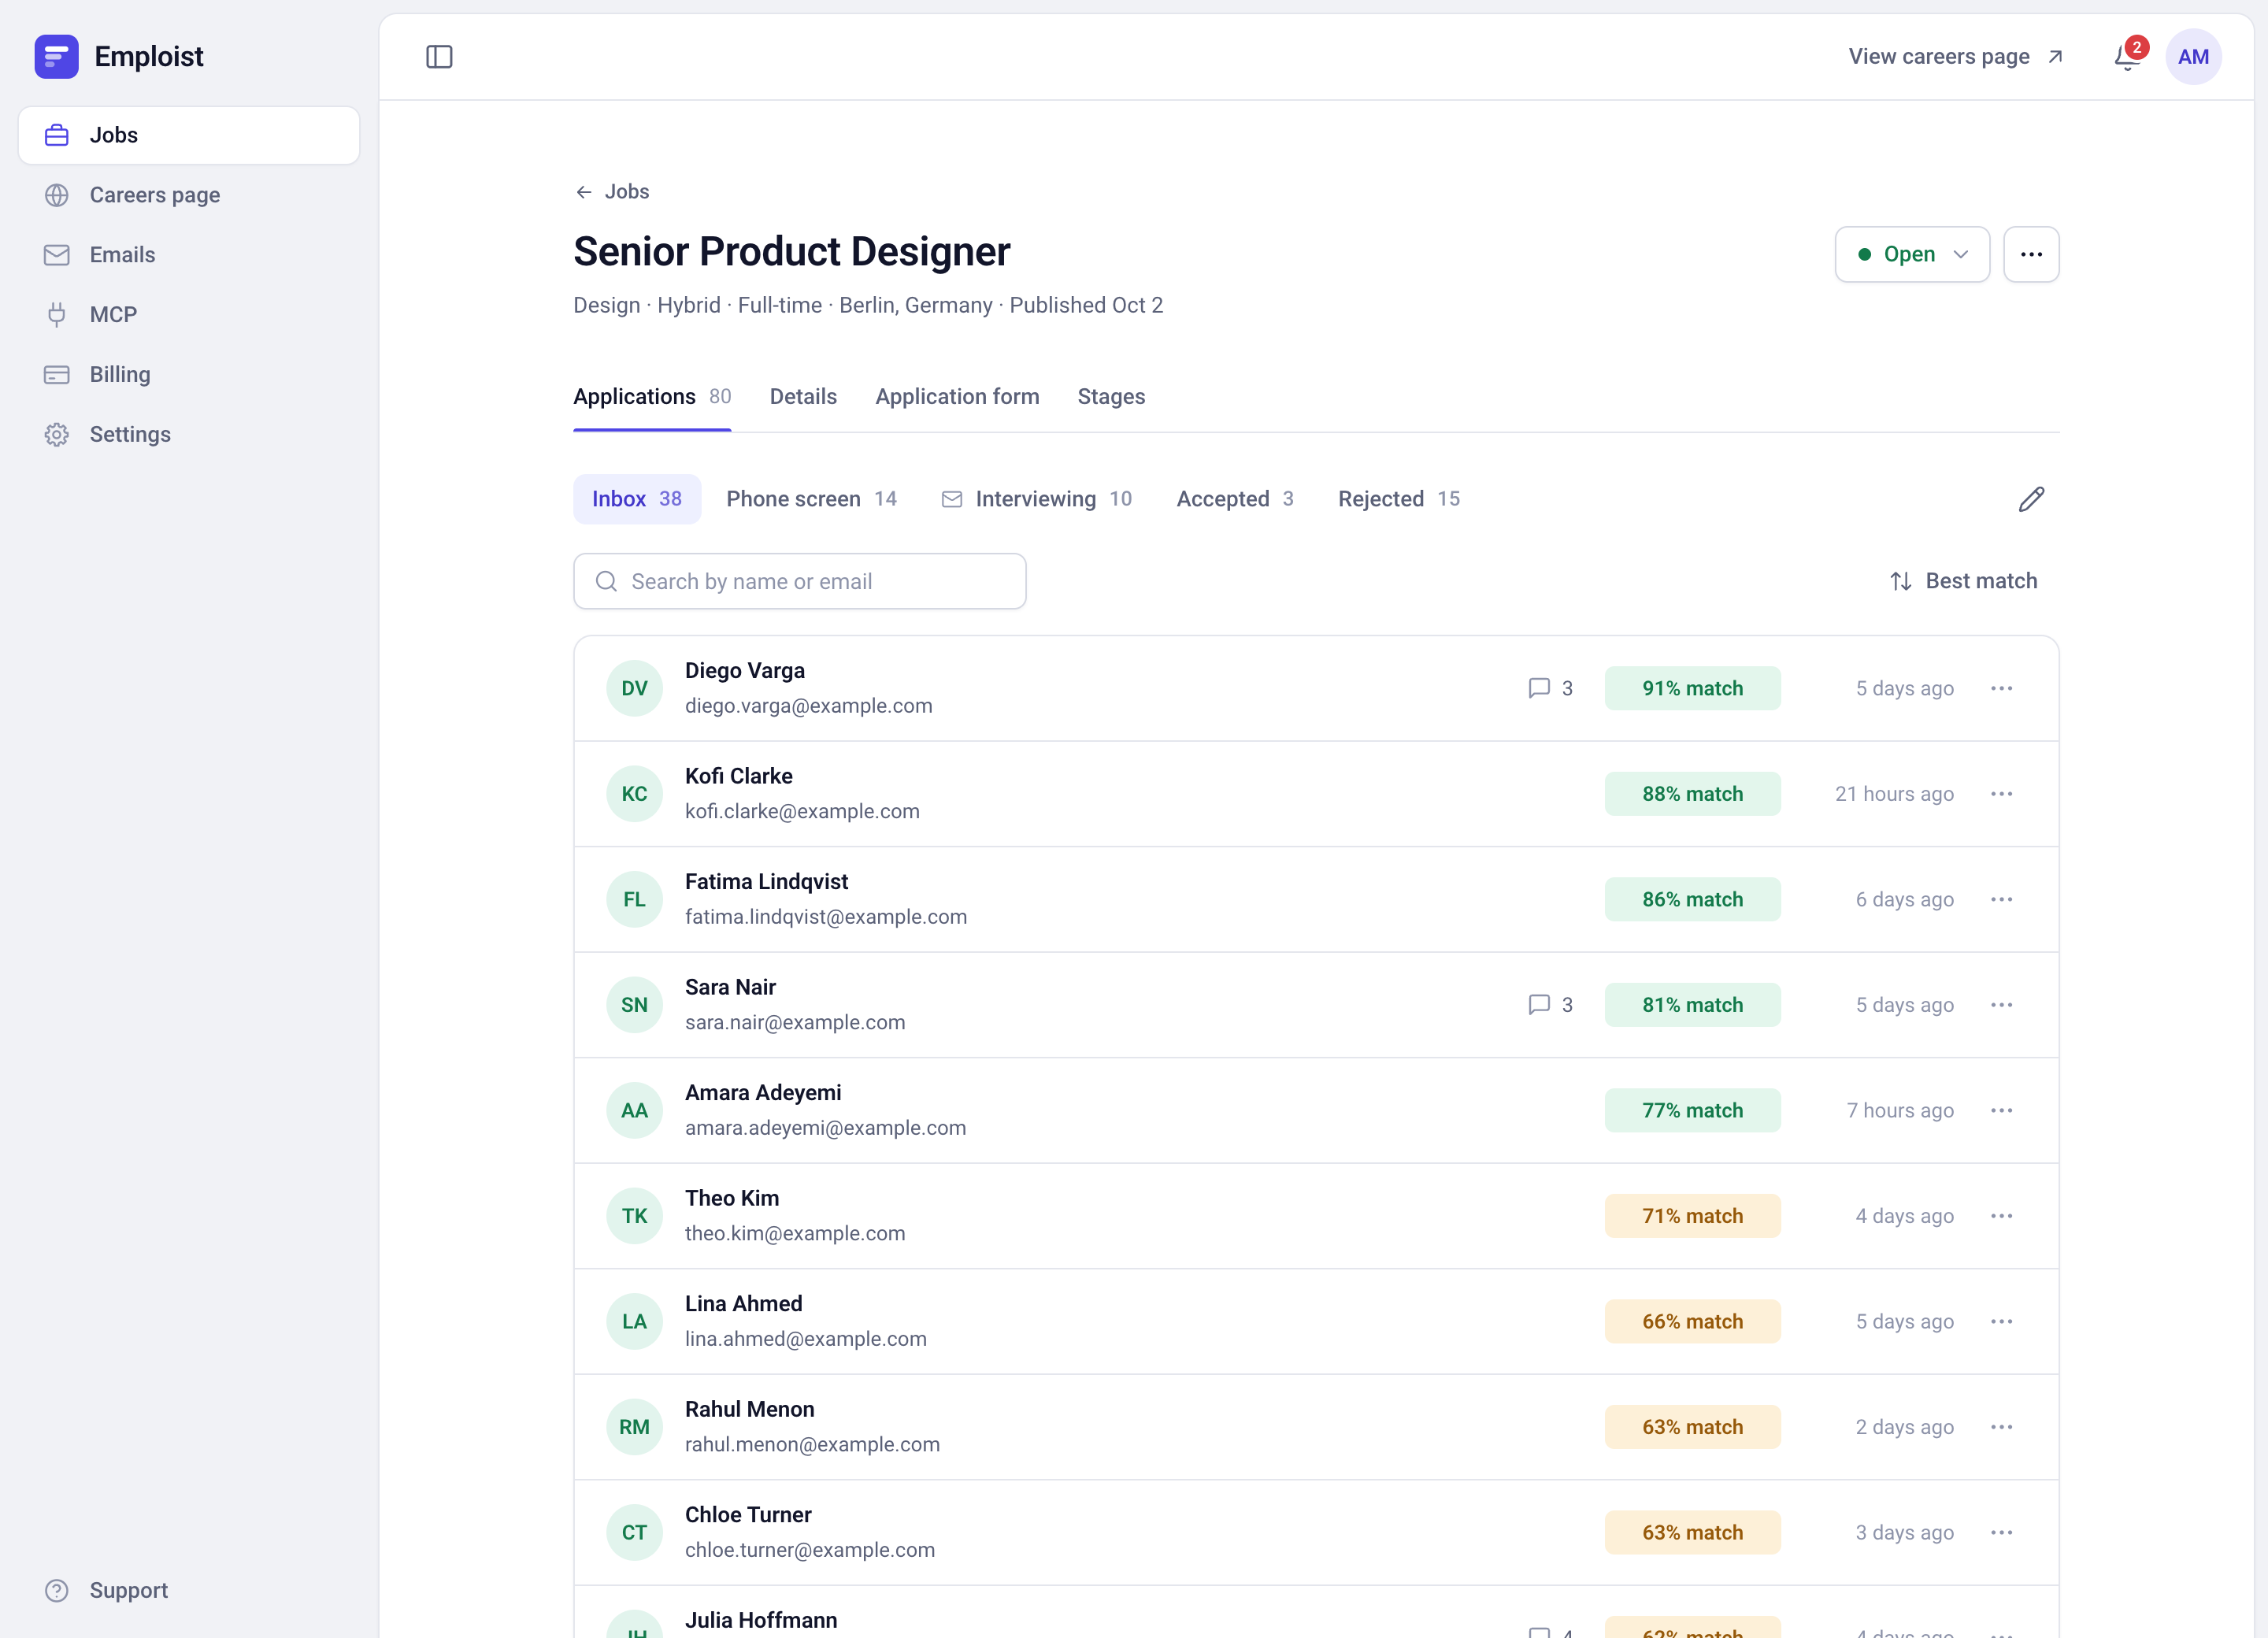 Emploist
View careers page
2
AM
Jobs
Careers page
Emails
MCP
Billing
Settings
Support
Jobs
Senior Product Designer
Open
Design · Hybrid · Full-time · Berlin, Germany · Published Oct 2
Applications 80 Details Application form Stages
Inbox 38 Phone screen 14 Interviewing 10 Accepted 3 Rejected 15
Search by name or email
Best match
DV Diego Varga
diego.varga@example.com
3 91% match 5 days ago
KC Kofi Clarke
kofi.clarke@example.com
88% match 21 hours ago
FL Fatima Lindqvist
fatima.lindqvist@example.com
86% match 6 days ago
SN Sara Nair
sara.nair@example.com
3 81% match 5 days ago
AA Amara Adeyemi
amara.adeyemi@example.com
77% match 7 hours ago
TK Theo Kim
theo.kim@example.com
71% match 4 days ago
LA Lina Ahmed
lina.ahmed@example.com
66% match 5 days ago
RM Rahul Menon
rahul.menon@example.com
63% match 2 days ago
CT Chloe Turner
chloe.turner@example.com
63% match 3 days ago
JH Julia Hoffmann
4 62% match 4 days ago